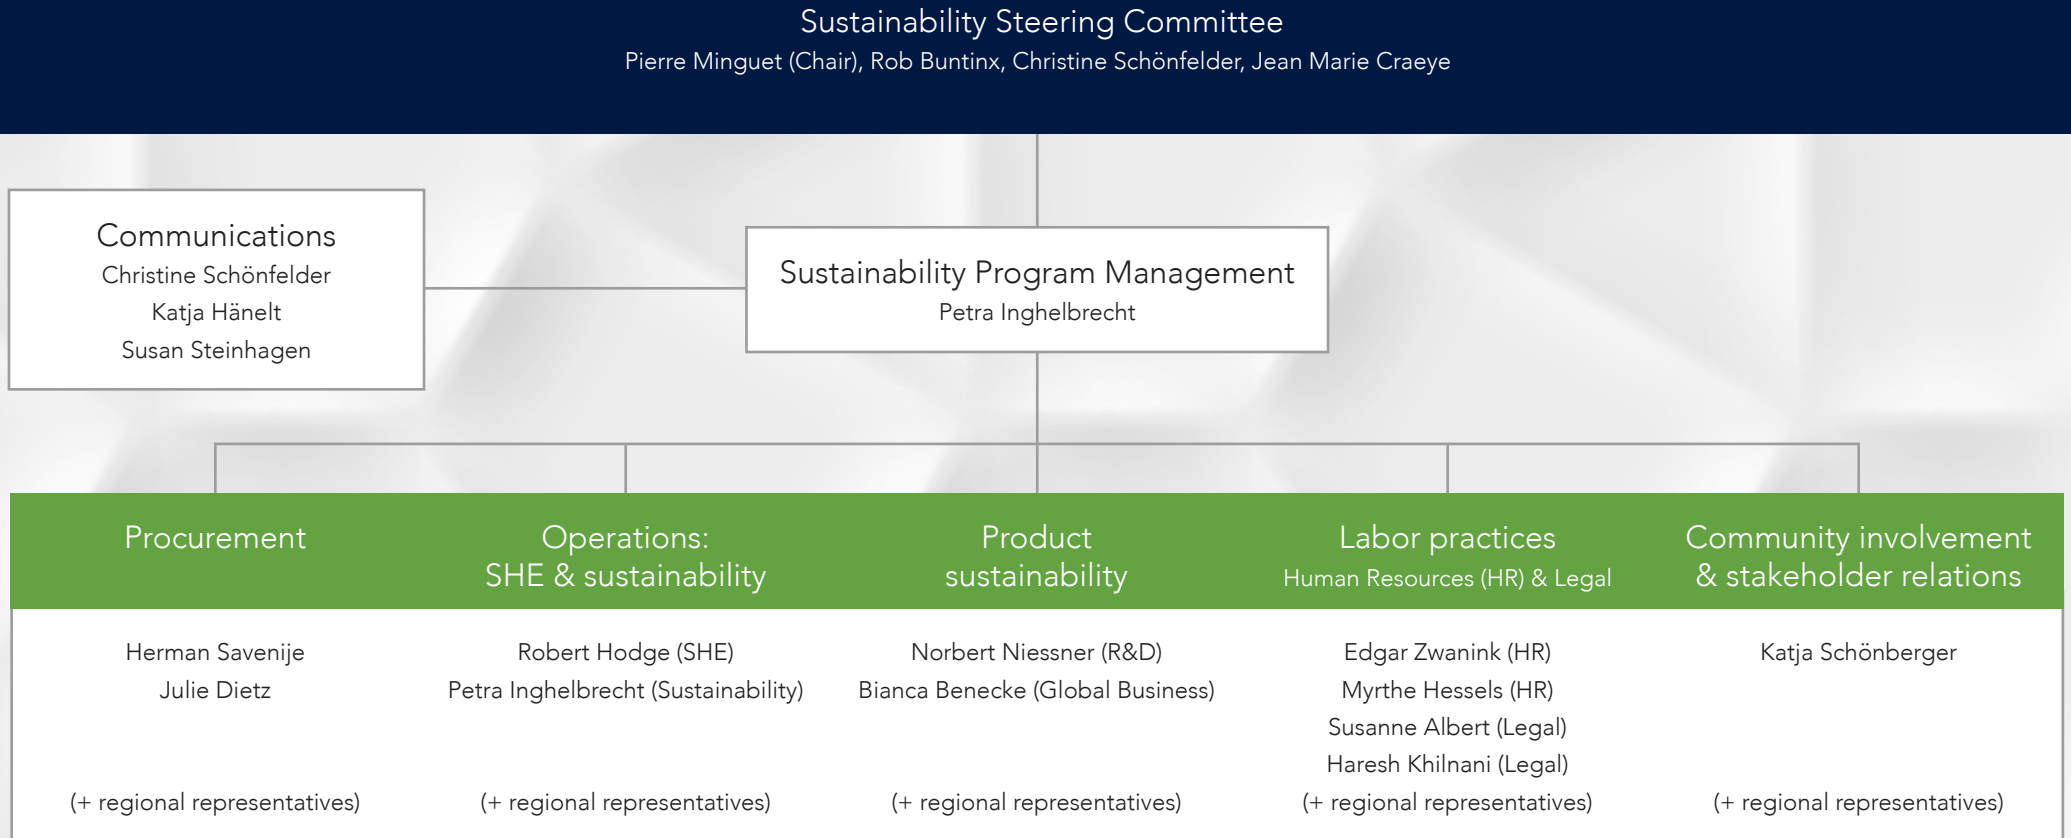 Sustainability Steering Committee
Pierre Minguet (Chair), Rob Buntinx, Christine Schönfelder, Jean Marie Craeye
Communications
Christine Schönfelder
Katja Hänelt
Susan Steinhagen
Sustainability Program Management
Petra Inghelbrecht
Procurement
Herman Savenije
Julie Dietz
(+ regional representatives)
Operations:
SHE & sustainability
Robert Hodge (SHE)
Petra Inghelbrecht (Sustainability)
(+ regional representatives)
Product
sustainability
Norbert Niessner (R&D)
Bianca Benecke (Global Business)
(+ regional representatives)
Labor practices
Human Resources (HR) & Legal
Edgar Zwanink (HR)
Myrthe Hessels (HR)
Susanne Albert (Legal)
Haresh Khilnani (Legal)
(+ regional representatives)
Community involvement
& stakeholder relations
Katja Schönberger
(+ regional representatives)